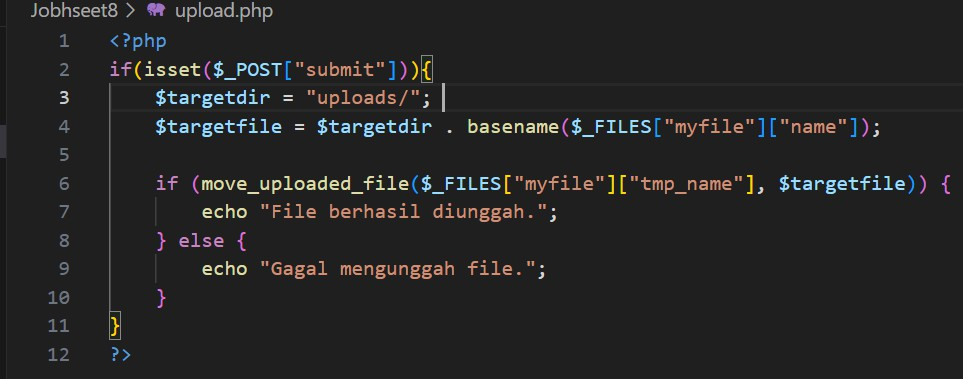 Jobhseet8 > upload.php
1 <?php
2 if(isset($_POST["submit"])){
3     $targetdir = "uploads/";
4     $targetfile = $targetdir . basename($_FILES["myfile"]["name"]);
5
6     if (move_uploaded_file($_FILES["myfile"]["tmp_name"], $targetfile)) {
7         echo "File berhasil diunggah.";
8     } else {
9         echo "Gagal mengunggah file.";
10     }
11 }
12 ?>